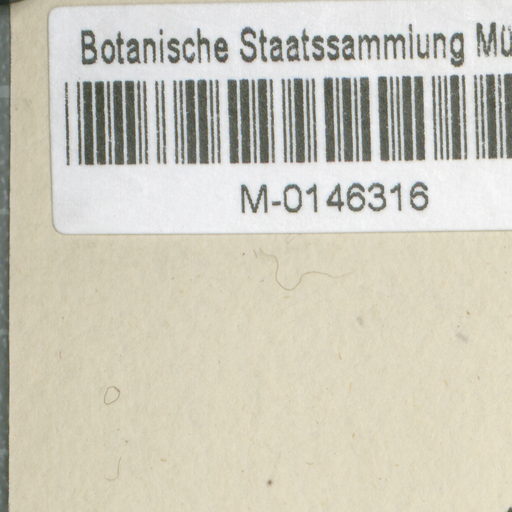 Botanische Staatssammlung Mü
M-0146316